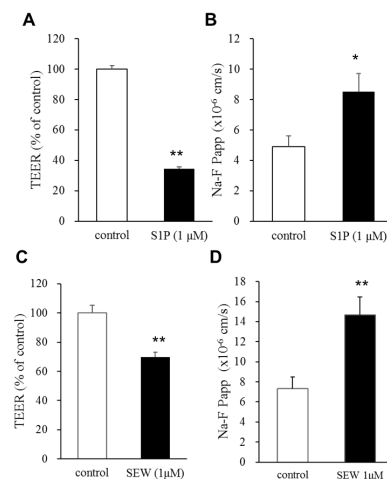 A
TEER (% of control)
120
100
80
60
40
20
0
**
control
S1P (1 μM)
B
Na-F Papp (x10-6 cm/s)
12
10
8
6
4
2
0
*
control
S1P (1 μM)
C
TEER (% of control)
120
100
80
60
40
20
0
**
control
SEW (1μM)
D
Na-F Papp (x10-6 cm/s)
18
16
14
12
10
8
6
4
2
0
**
control
SEW 1μM